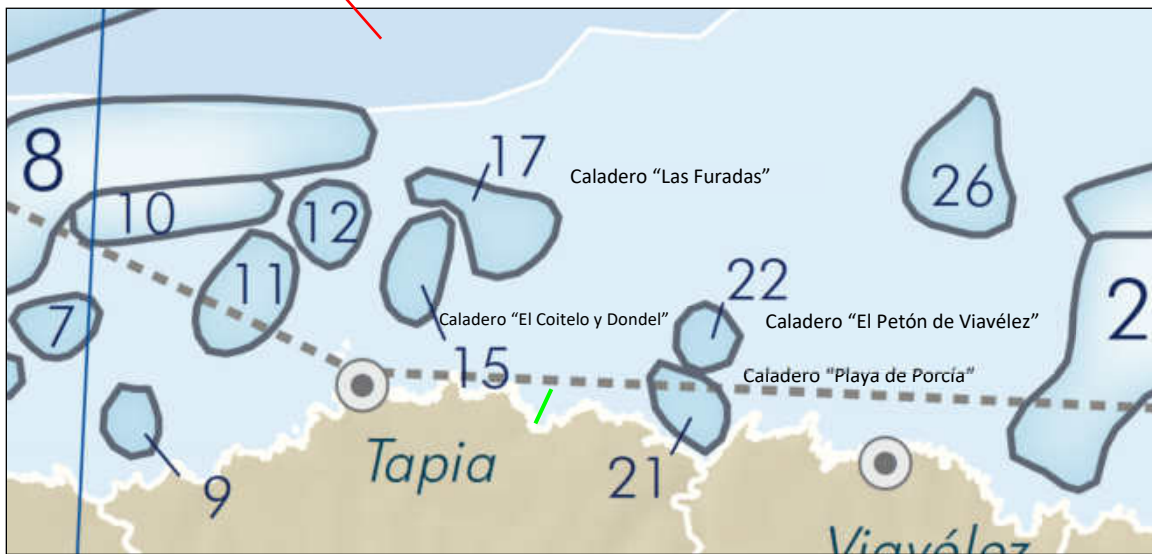 17
Caladero “Las Furadas”
8
26
10
12
11
22
2
7
Caladero “El Coitelo y Dondel”
Caladero “El Petón de Viavélez”
15
Caladero "Playa de Porcía"
Tapia
21
9
Viavélez